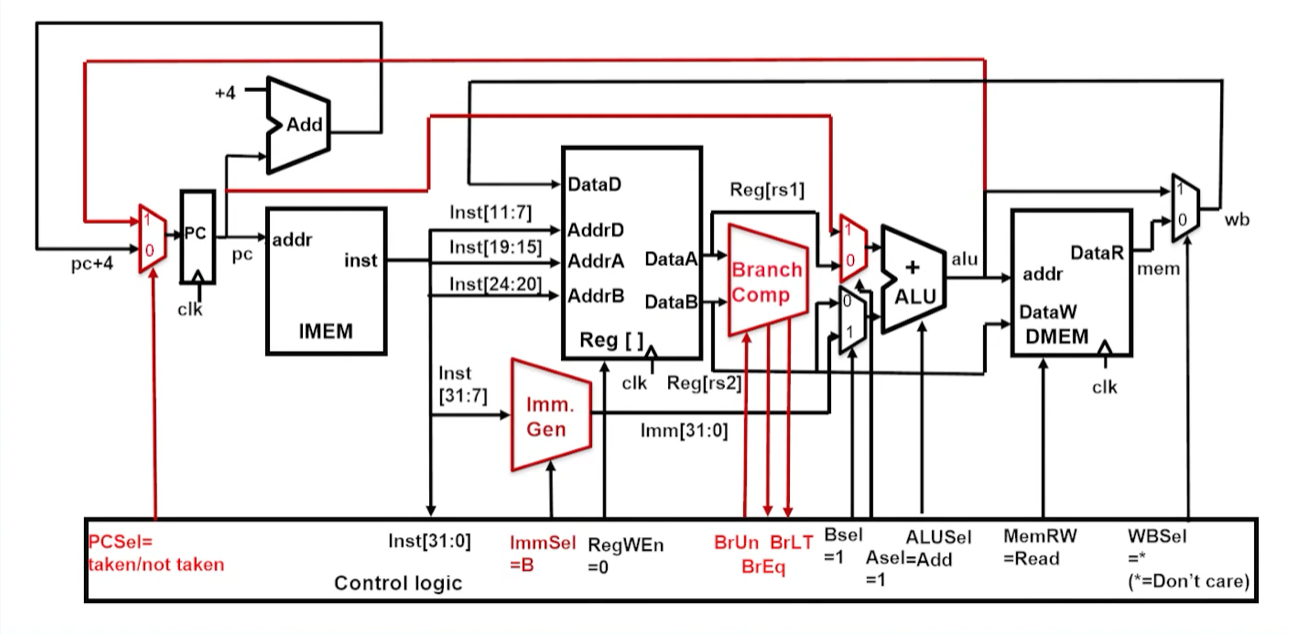 +4
Add
1
0
PC
pc+4
clk
pc
addr
inst
IMEM
Inst[11:7]
Inst[19:15]
Inst[24:20]
Inst
[31:7]
DataD
AddrD
AddrA
AddrB
DataA
DataB
Reg [ ]
clk
Reg[rs1]
Reg[rs2]
Branch
Comp
Imm.
Gen
Imm[31:0]
1
0
0
1
+
ALU
alu
addr
DataR
DataW
DMEM
clk
mem
1
0
wb
PCSel=
taken/not taken
Inst[31:0]
Control logic
ImmSel
=B
RegWEn
=0
BrUn BrLT
BrEq
Bsel
=1
Asel
=1
ALUSel
=Add
MemRW
=Read
WBSel
=*
(*=Don't care)